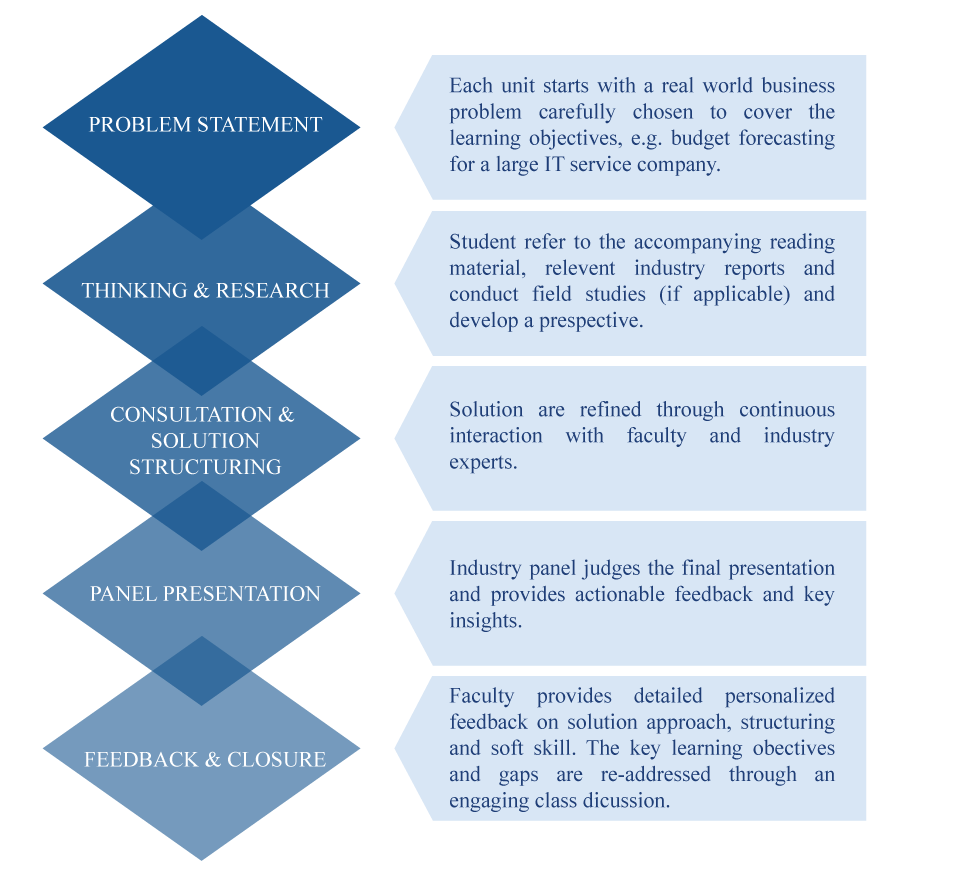 PROBLEM STATEMENT
Each unit starts with a real world business
problem carefully chosen to cover the
learning objectives, e.g. budget forecasting
for a large IT service company.
THINKING & RESEARCH
Student refer to the accompanying reading
material, relevent industry reports and
conduct field studies (if applicable) and
develop a prespective.
CONSULTATION &
SOLUTION
STRUCTURING
Solution are refined through continuous
interaction with faculty and industry
experts.
PANEL PRESENTATION
Industry panel judges the final presentation
and provides actionable feedback and key
insights.
FEEDBACK & CLOSURE
Faculty provides detailed personalized
feedback on solution approach, structuring
and soft skill. The key learning obectives
and gaps are re-addressed through an
engaging class dicussion.